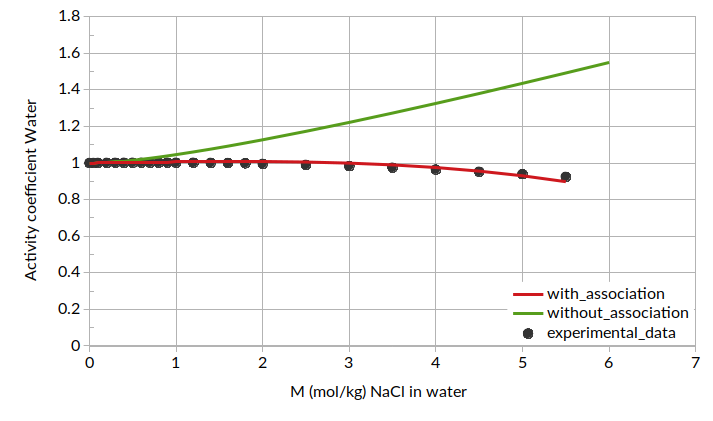 1.8
1.6
1.4
1.2
1
0.8
0.6
0.4
0.2
0
0 1 2 3 4 5 6 7
Activity coefficient Water
M (mol/kg) NaCl in water
with_association
without_association
experimental_data